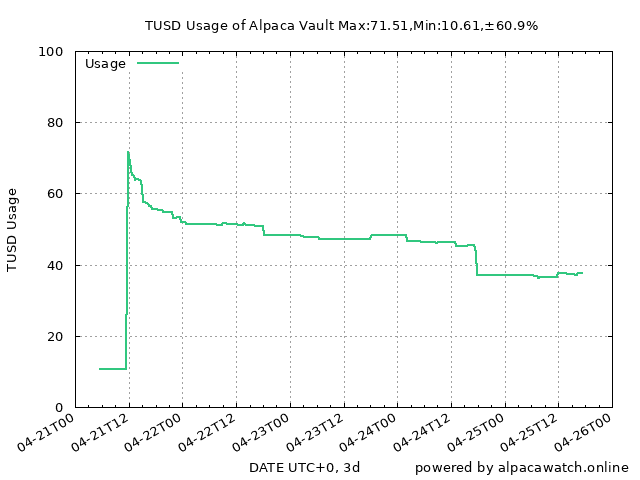 TUSD Usage of Alpaca Vault Max:71.51,Min:10.61,±60.9%
Usage
TUSD Usage
100
80
60
40
20
0
04-21T00
04-21T12
04-22T00
04-22T12
04-23T00
04-23T12
04-24T00
04-24T12
04-25T00
04-25T12
04-26T00
DATE UTC+0, 3d
powered by alpacawatch.online